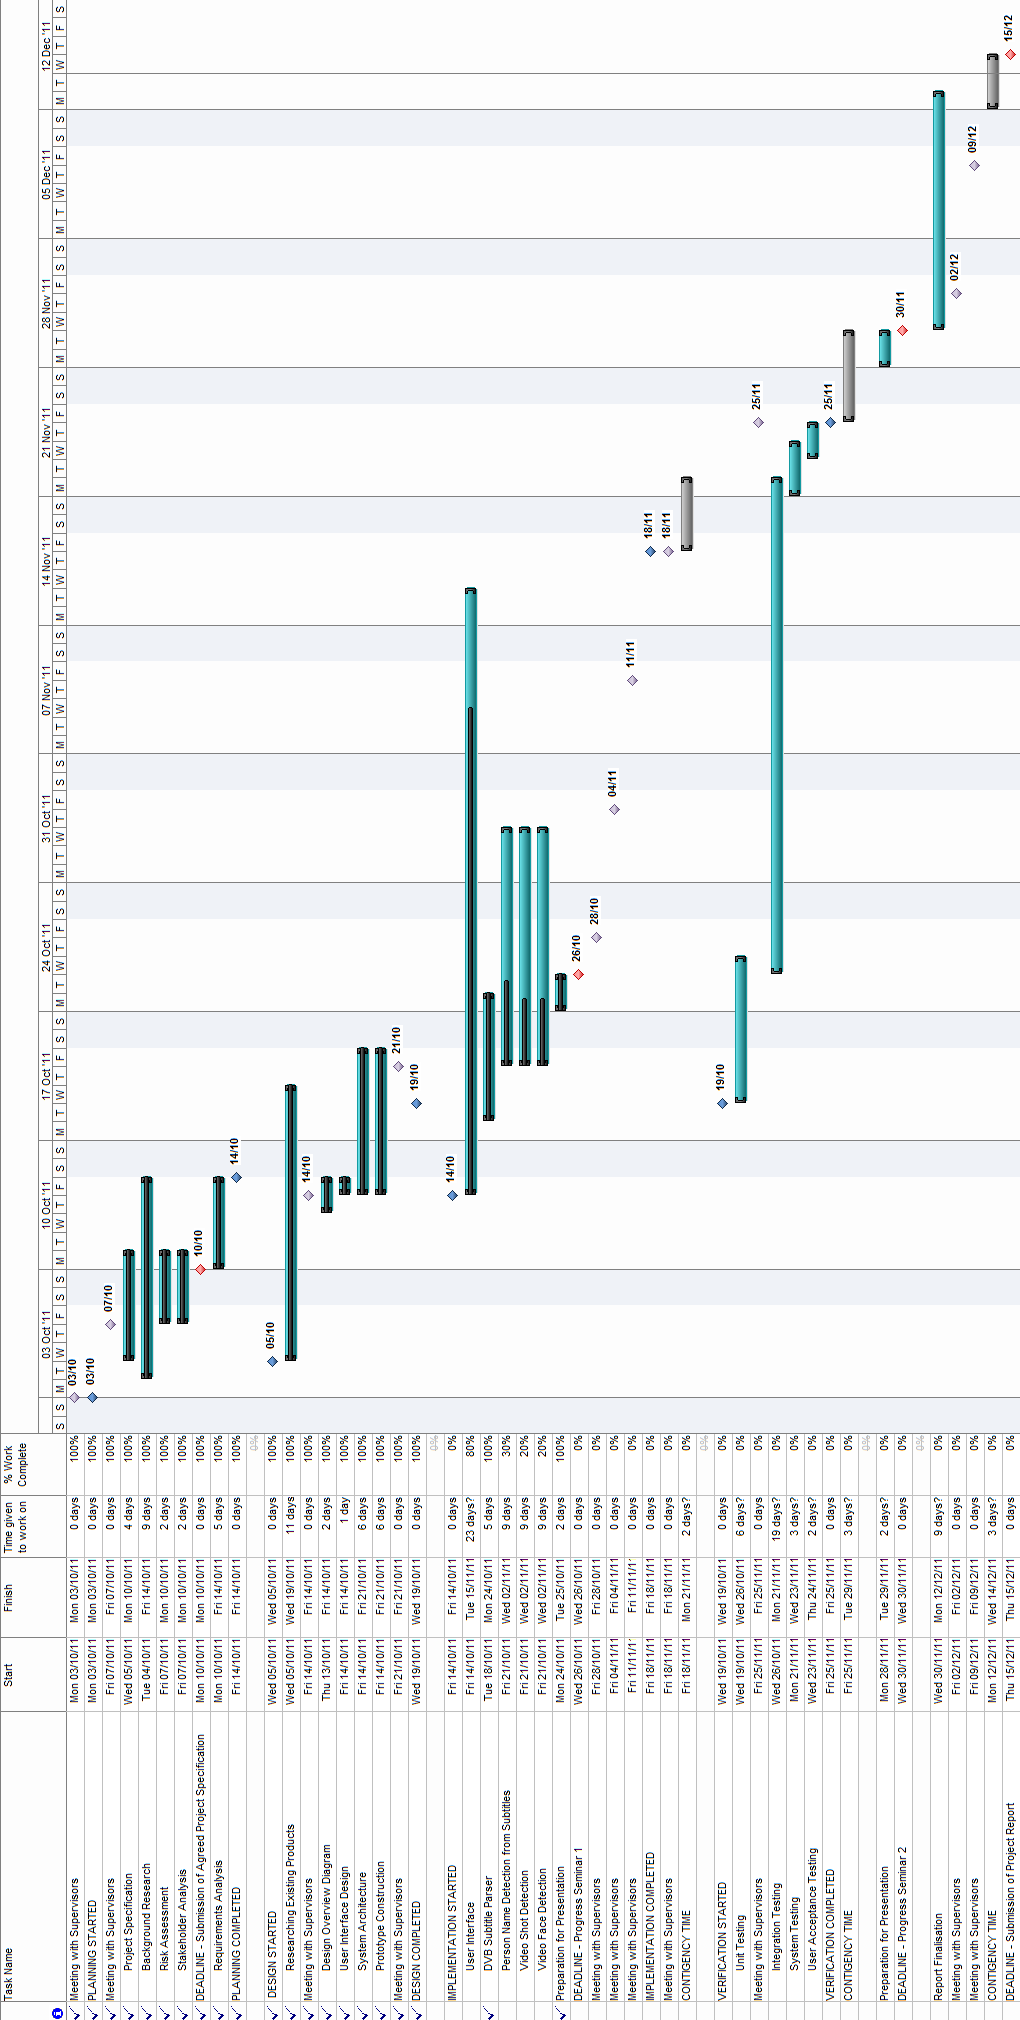 Task Name Start Finish Time given to work on % Work Complete
03 Oct '11 10 Oct '11 17 Oct '11 24 Oct '11 31 Oct '11 07 Nov '11 14 Nov '11 21 Nov '11 28 Nov '11 05 Dec '11 12 Dec '11
S S M T W T F S S M T W T F S S M T W T F S S M T W T F S S M T W T F S S M T W T F S S M T W T F S S M T W T F S S M T W T F S S M T W T F S S M T W T F S
Meeting with Supervisors Mon 03/10/11 Mon 03/10/11 0 days 100% 03/10
PLANNING STARTED Mon 03/10/11 Mon 03/10/11 0 days 100% 03/10
Meeting with Supervisors Fri 07/10/11 Fri 07/10/11 0 days 100% 07/10
Project Specification Wed 05/10/11 Mon 10/10/11 4 days 100%
Background Research Tue 04/10/11 Fri 14/10/11 9 days 100%
Risk Assessment Fri 07/10/11 Mon 10/10/11 2 days 100%
Stakeholder Analysis Fri 07/10/11 Mon 10/10/11 2 days 100%
DEADLINE - Submission of Agreed Project Specification Mon 10/10/11 Mon 10/10/11 0 days 100% 10/10
Requirements Analysis Mon 10/10/11 Fri 14/10/11 5 days 100%
PLANNING COMPLETED Fri 14/10/11 Fri 14/10/11 0 days 100% 14/10
0%
DESIGN STARTED Wed 05/10/11 Wed 05/10/11 0 days 100% 05/10
Researching Existing Products Wed 05/10/11 Wed 19/10/11 11 days 100%
Meeting with Supervisors Fri 14/10/11 Fri 14/10/11 0 days 100% 14/10
Design Overview Diagram Thu 13/10/11 Fri 14/10/11 2 days 100%
User Interface Design Fri 14/10/11 Fri 14/10/11 1 day 100%
System Architecture Fri 14/10/11 Fri 21/10/11 6 days 100%
Prototype Construction Fri 14/10/11 Fri 21/10/11 6 days 100%
Meeting with Supervisors Fri 21/10/11 Fri 21/10/11 0 days 100% 21/10
DESIGN COMPLETED Wed 19/10/11 Wed 19/10/11 0 days 100% 19/10
0%
IMPLEMENTATION STARTED Fri 14/10/11 Fri 14/10/11 0 days 0% 14/10
User Interface Fri 14/10/11 Tue 15/11/11 23 days? 80%
DVB Subtitle Parser Tue 18/10/11 Mon 24/10/11 5 days 100%
Person Name Detection from Subtitles Fri 21/10/11 Wed 02/11/11 9 days 30%
Video Shot Detection Fri 21/10/11 Wed 02/11/11 9 days 20%
Video Face Detection Fri 21/10/11 Wed 02/11/11 9 days 20%
Preparation for Presentation Mon 24/10/11 Tue 25/10/11 2 days 100%
DEADLINE - Progress Seminar 1 Wed 26/10/11 Wed 26/10/11 0 days 0% 26/10
Meeting with Supervisors Fri 28/10/11 Fri 28/10/11 0 days 0% 28/10
Meeting with Supervisors Fri 04/11/11 Fri 04/11/11 0 days 0% 04/11
Meeting with Supervisors Fri 11/11/1 Fri 11/11/1 0 days 0% 11/11
IMPLEMENTATION COMPLETED Fri 18/11/11 Fri 18/11/11 0 days 0% 18/11
Meeting with Supervisors Fri 18/11/11 Fri 18/11/11 0 days 0% 18/11
CONTIGENCY TIME Fri 18/11/11 Mon 21/11/11 2 days? 0%
0%
VERIFICATION STARTED Wed 19/10/11 Wed 19/10/11 0 days 0% 19/10
Unit Testing Wed 19/10/11 Wed 26/10/11 6 days? 0%
Meeting with Supervisors Fri 25/11/11 Fri 25/11/11 0 days 0% 25/11
Integration Testing Wed 26/10/11 Mon 21/11/11 19 days? 0%
System Testing Mon 21/11/11 Wed 23/11/11 3 days? 0%
User Acceptance Testing Wed 23/11/11 Thu 24/11/11 2 days? 0%
VERIFICATION COMPLETED Fri 25/11/11 Fri 25/11/11 0 days 0% 25/11
CONTIGENCY TIME Fri 25/11/11 Tue 29/11/11 3 days? 0%
0%
Preparation for Presentation Mon 28/11/11 Tue 29/11/11 2 days? 0%
DEADLINE - Progress Seminar 2 Wed 30/11/11 Wed 30/11/11 0 days 0% 30/11
0%
Report Finalisation Wed 30/11/11 Mon 12/12/11 9 days? 0%
Meeting with Supervisors Fri 02/12/11 Fri 02/12/11 0 days 0% 02/12
Meeting with Supervisors Fri 09/12/11 Fri 09/12/11 0 days 0% 09/12
CONTIGENCY TIME Mon 12/12/11 Wed 14/12/11 3 days? 0%
DEADLINE - Submission of Project Report Thu 15/12/11 Thu 15/12/11 0 days 0% 15/12